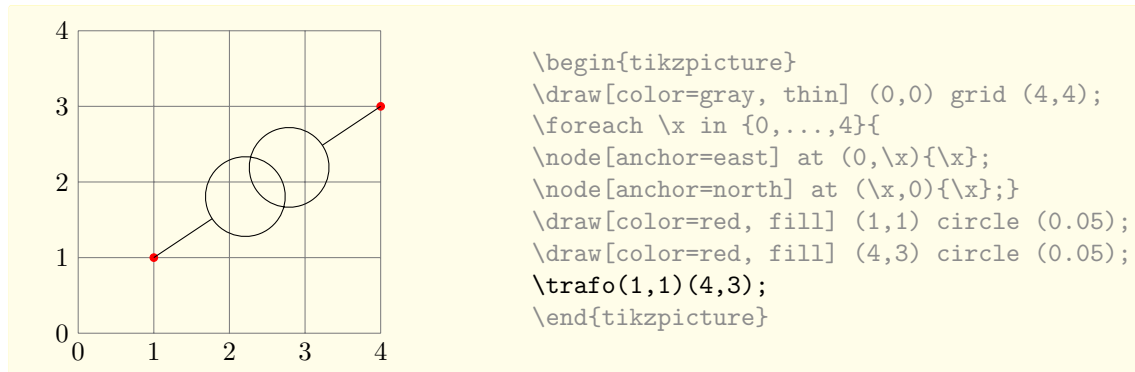 4
3
2
1
0
0 1 2 3 4
\begin{tikzpicture}
\draw[color=gray, thin] (0,0) grid (4,4);
\foreach \x in {0,...,4}{
\node[anchor=east] at (0,\x){\x};
\node[anchor=north] at (\x,0){\x};}
\draw[color=red, fill] (1,1) circle (0.05);
\draw[color=red, fill] (4,3) circle (0.05);
\trafo(1,1)(4,3);
\end{tikzpicture}